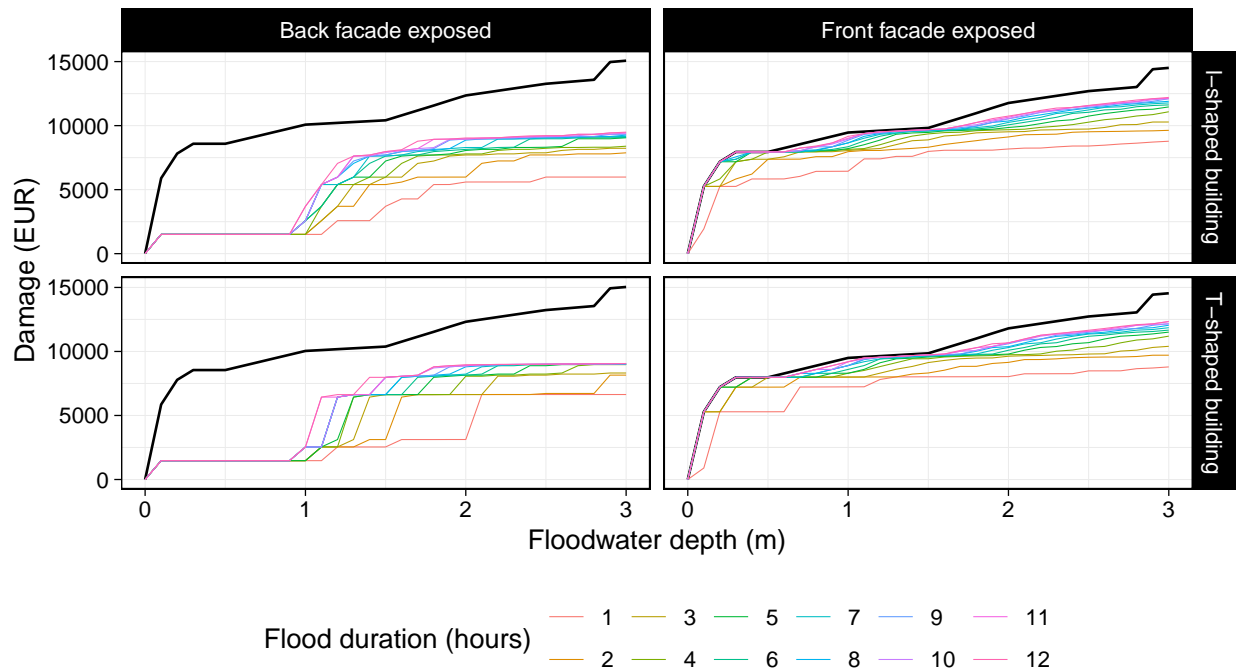 Back facade exposed
Front facade exposed
15000
10000
5000
0
I−shaped building
15000
10000
5000
0
T−shaped building
Damage (EUR)
0 1 2 3
0 1 2 3
Floodwater depth (m)
Flood duration (hours)
1 3 5 7 9 11
2 4 6 8 10 12